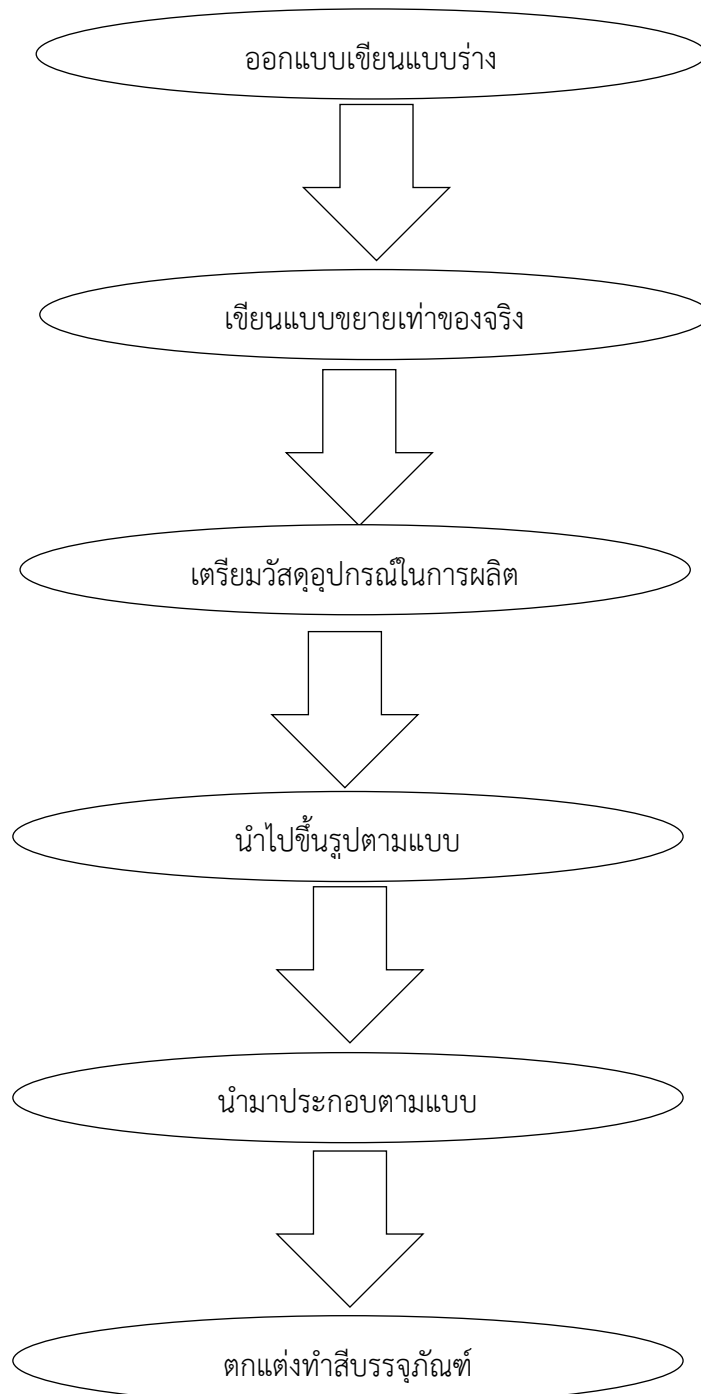 ออกแบบเขียนแบบร่าง
เขียนแบบขยายเท่าของจริง
เตรียมวัสดุอุปกรณ์ในการผลิต
นำไปขึ้นรูปตามแบบ
นำมาประกอบตามแบบ
ตกแต่งทำสีบรรจุภัณฑ์